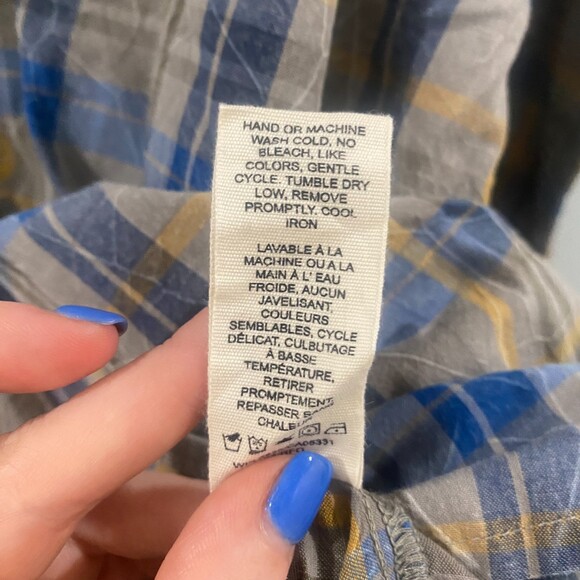 HAND OR MACHINE
WASH COLD, NO
BLEACH, LIKE
COLORS, GENTLE
CYCLE. TUMBLE DRY
LOW, REMOVE
PROMPTLY. COOL
IRON
LAVABLE À LA
MACHINE OU A LA
MAIN À L' EAU
FROIDE, AUCUN
JAVELISANT,
COULEURS
SEMBLABLES, CYCLE
DÉLICAT, CULBUTAGE
À BASSE
TEMPÉRATURE,
RETIRER
PROMPTEMENT,
REPASSER